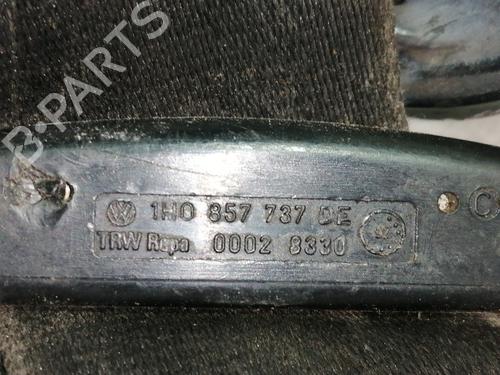 B-PARTS
1H0 857 737 DE
TRW Repa 0002 8330